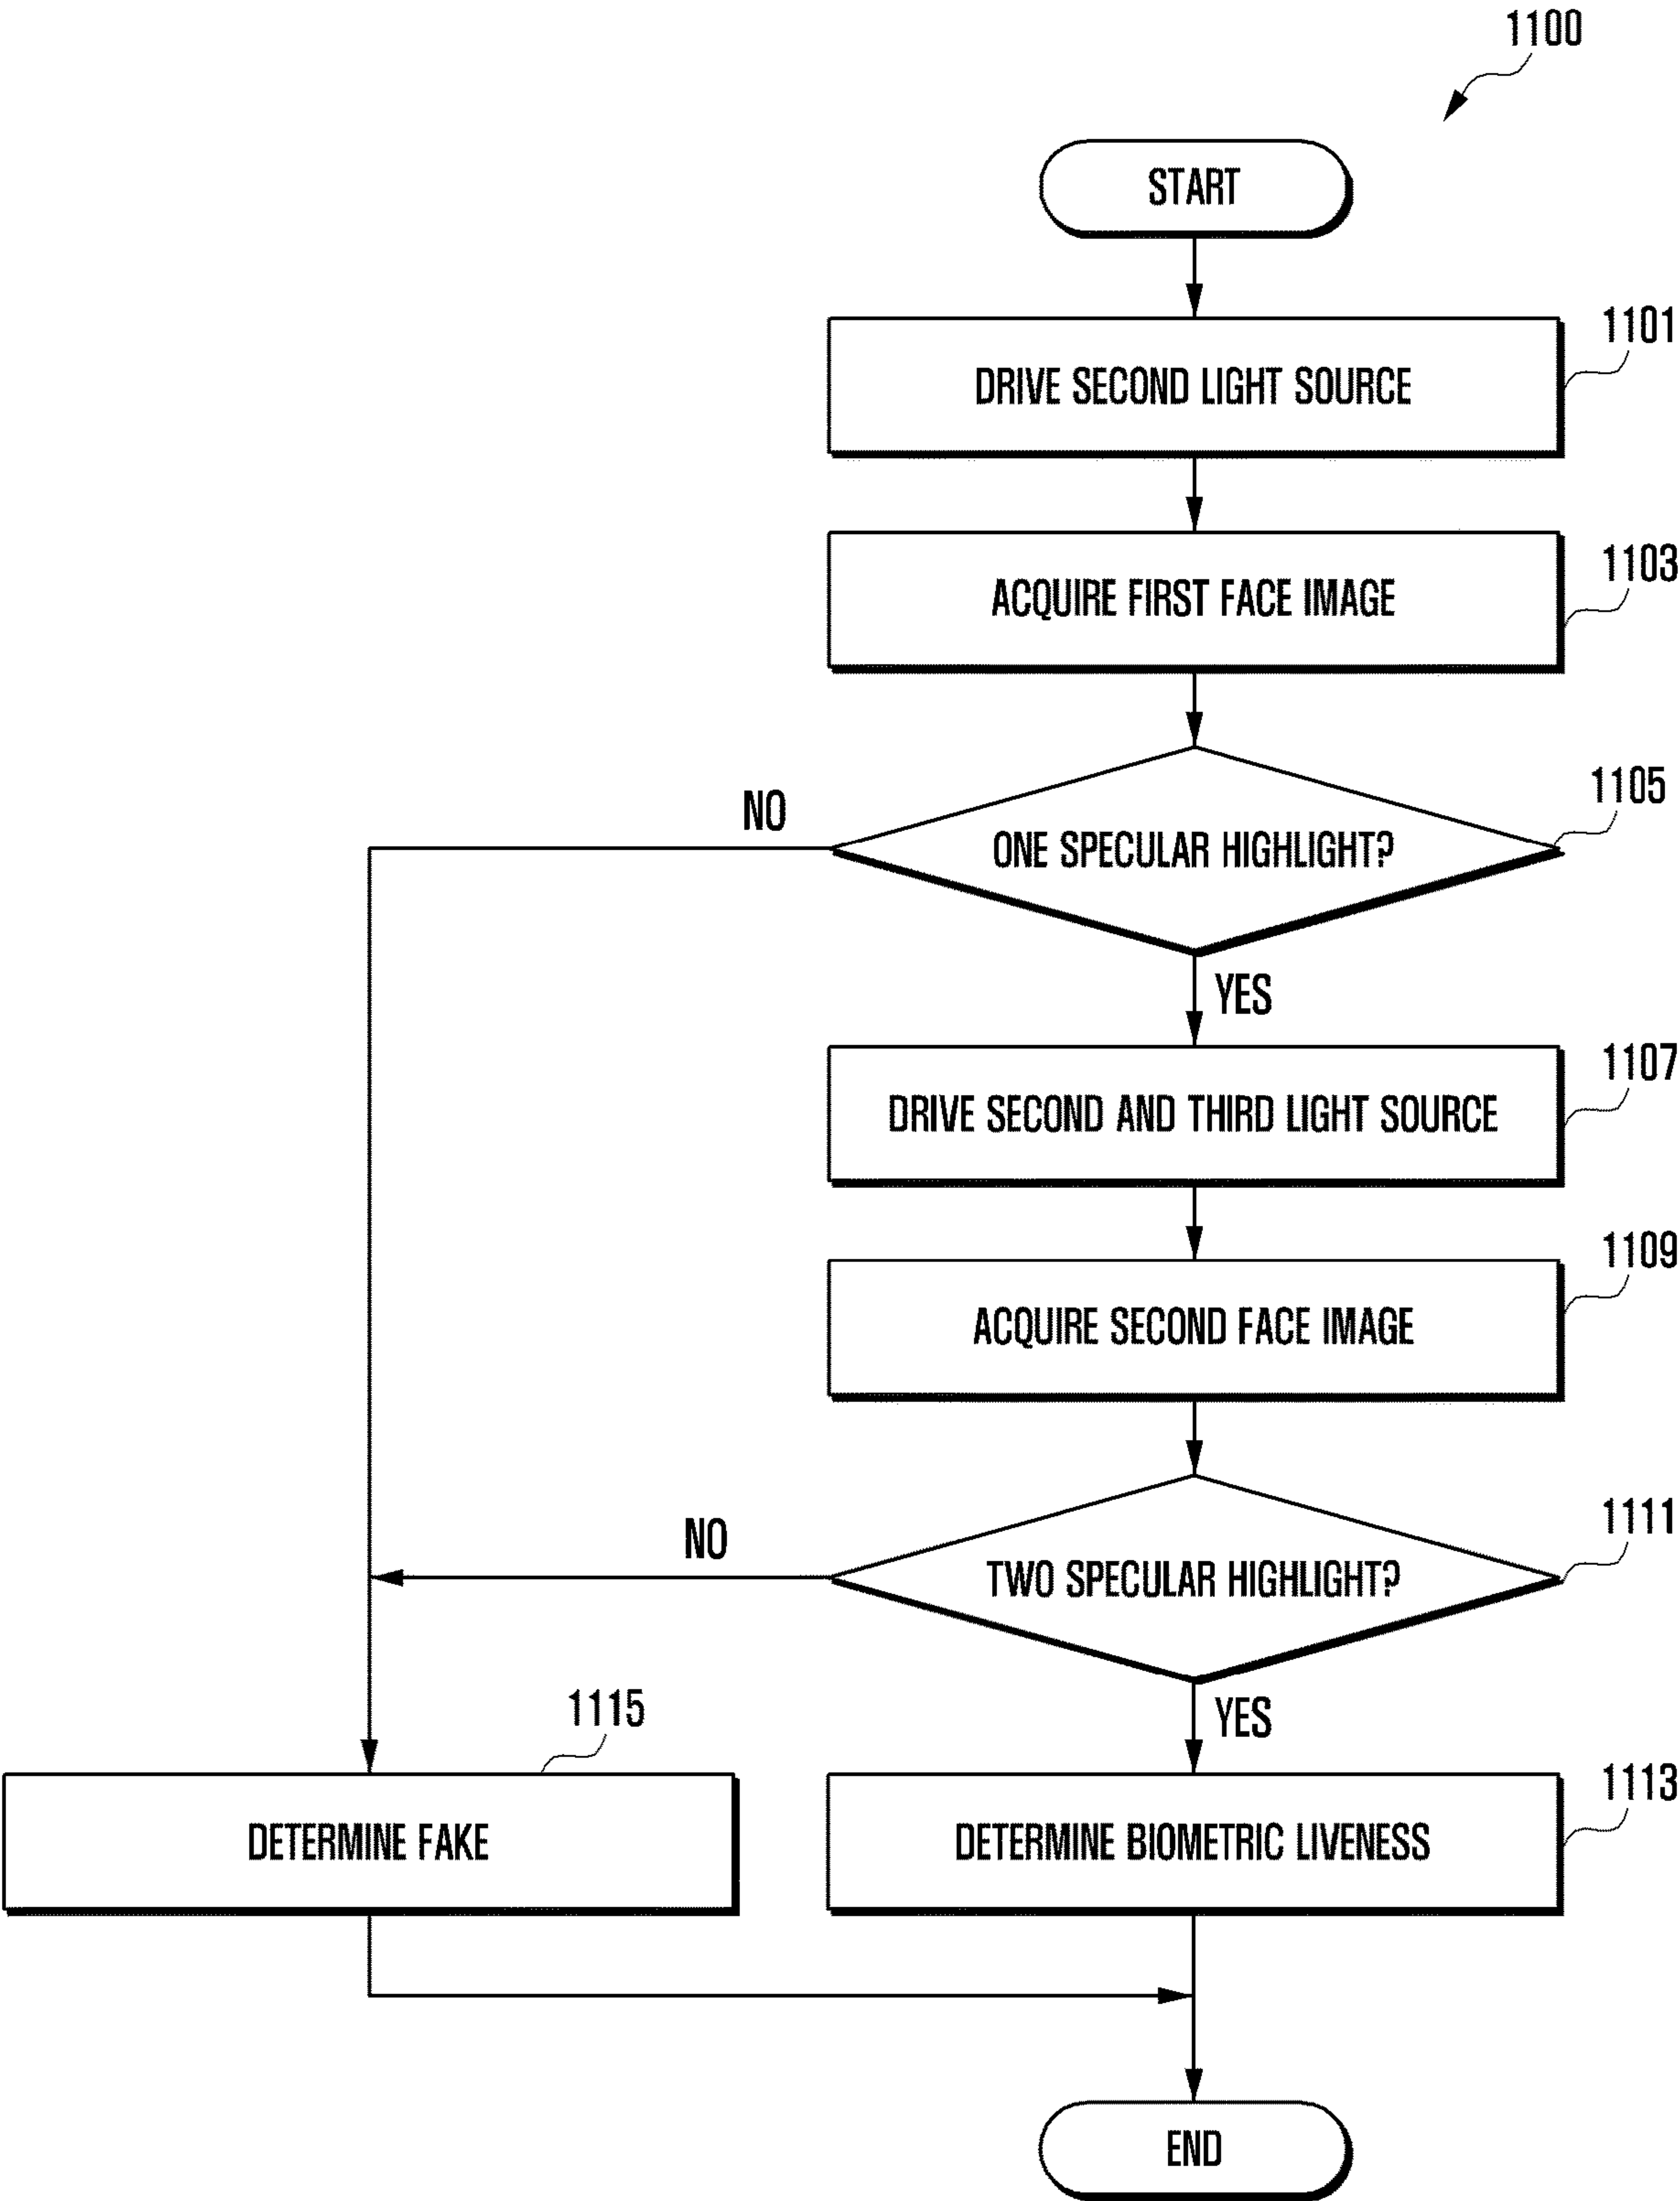 1100
START
1101
DRIVE SECOND LIGHT SOURCE
1103
ACQUIRE FIRST FACE IMAGE
1105
NO
ONE SPECULAR HIGHLIGHT?
YES
1107
DRIVE SECOND AND THIRD LIGHT SOURCE
1109
ACQUIRE SECOND FACE IMAGE
1111
NO
TWO SPECULAR HIGHLIGHT?
YES
1115
1113
DETERMINE FAKE
DETERMINE BIOMETRIC LIVENESS
END